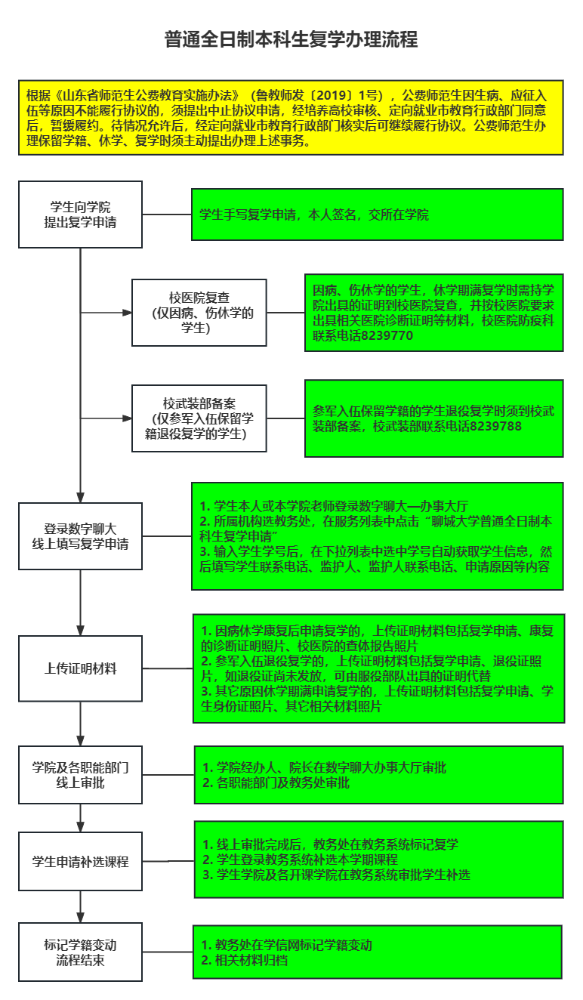 普通全日制本科生复学办理流程
根据《山东省师范生公费教育实施办法》（鲁教师发〔2019〕1号），公费师范生因生病、应征入
伍等原因不能履行协议的，须提出中止协议申请，经培养高校审核、定向就业市教育行政部门同意
后，暂缓履约。待情况允许后，经定向就业市教育行政部门核实后可继续履行协议。公费师范生办
理保留学籍、休学、复学时须主动提出办理上述事务。
学生向学院
提出复学申请
学生手写复学申请，本人签名，交所在学院
校医院复查
（仅因病、伤休学的
学生）
因病、伤休学的学生，休学期满复学时需持学
院出具的证明到校医院复查，并按校医院要求
出具相关医院诊断证明等材料，校医院防疫科
联系电话8239770
校武装部备案
（仅参军入伍保留学
籍退役复学的学生）
参军入伍保留学籍的学生退役复学时须到校武
装部备案，校武装部联系电话8239788
登录数字聊大
线上填写复学申请
1. 学生本人或本学院老师登录数字聊大—办事大厅
2. 所属机构选教务处，在服务列表中点击“聊城大学普通全日制本
科生复学申请”
3. 输入学生学号后，在下拉列表中选中学号自动获取学生信息，然
后填写学生联系电话、监护人、监护人联系电话、申请原因等内容
上传证明材料
1. 因病休学康复后申请复学的，上传证明材料包括复学申请、康复
的诊断证明照片、校医院的查体报告照片
2. 参军入伍退役复学的，上传证明材料包括复学申请、退役证照
片，如退役证尚未发放，可由服役部队出具的证明代替
3. 其它原因休学期满申请复学的，上传证明材料包括复学申请、学
生身份证照片、其它相关材料照片
学院及各职能部门
线上审批
1. 学院经办人、院长在数字聊大办事大厅审批
2. 各职能部门及教务处审批
学生申请补选课程
1. 线上审批完成后，教务处在教务系统标记复学
2. 学生登录教务系统补选本学期课程
3. 学生学院及各开课学院在教务系统审批学生补选
标记学籍变动
流程结束
1. 教务处在学信网标记学籍变动
2. 相关材料归档